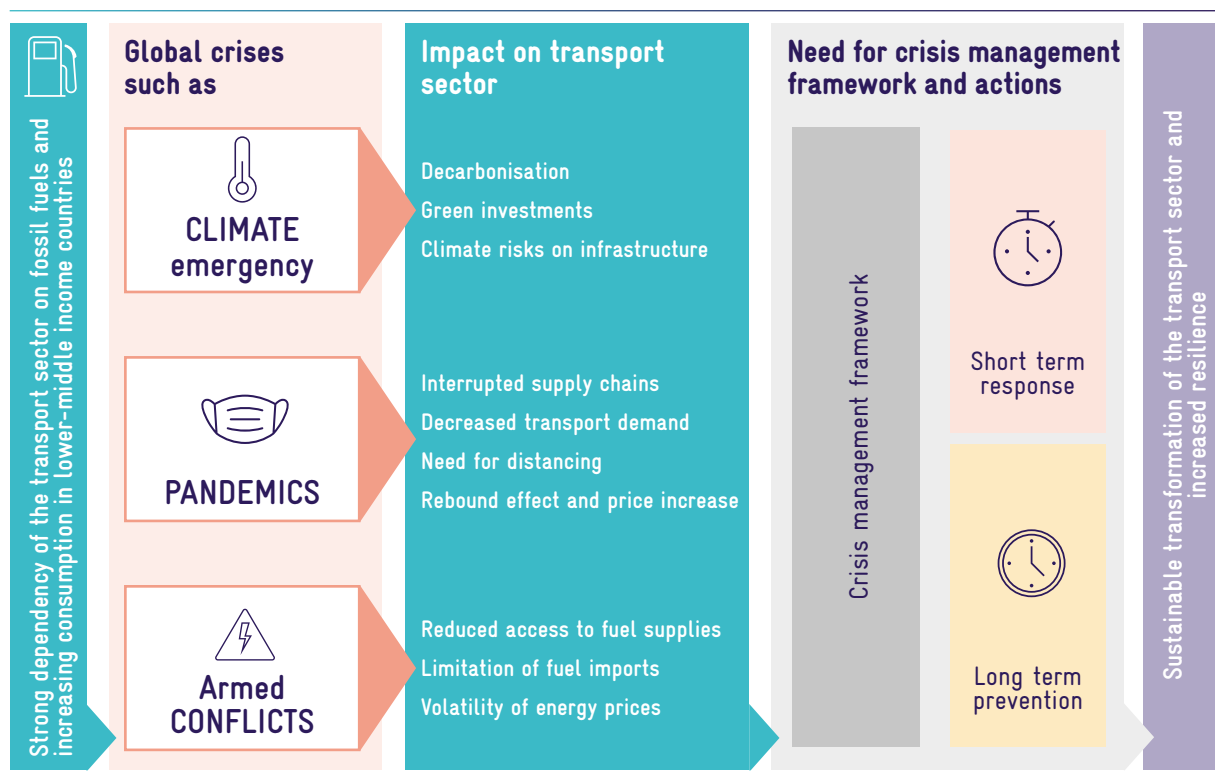 Strong dependency of the transport sector on fossil fuels and
increasing consumption in lower-middle income countries
Global crises
such as
CLIMATE
emergency
PANDEMICS
Armed
CONFLICTS
Impact on transport
sector
Decarbonisation
Green investments
Climate risks on infrastructure
Interrupted supply chains
Decreased transport demand
Need for distancing
Rebound effect and price increase
Reduced access to fuel supplies
Limitation of fuel imports
Volatility of energy prices
Need for crisis management
framework and actions
Crisis management framework
Short term
response
Long term
prevention
Sustainable transformation of the transport sector and
increased resilience